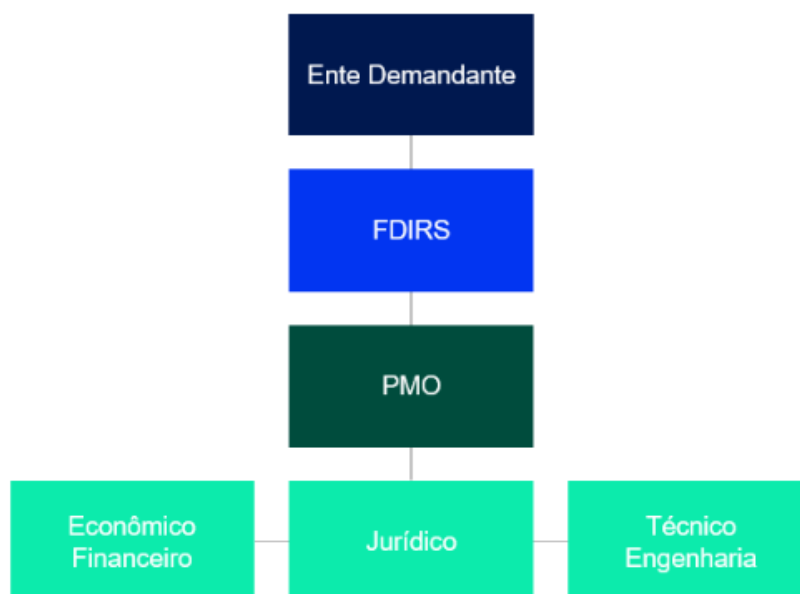 Ente Demandante
FDIRS
PMO
Econômico
Financeiro
Jurídico
Técnico
Engenharia